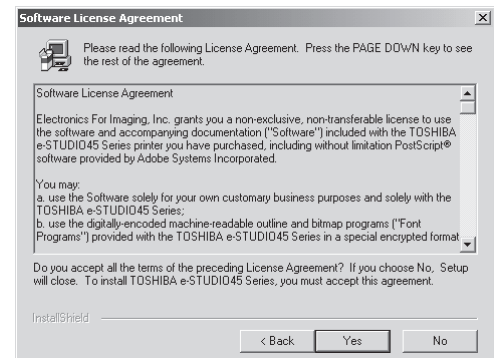 Software License Agreement
Please read the following License Agreement. Press the PAGE DOWN key to see
the rest of the agreement.
Software License Agreement
Electronics For Imaging, Inc. grants you a non-exclusive, non-transferable license to use
the software and accompanying documentation ("Software") included with the TOSHIBA
e-STUDIO45 Series printer you have purchased, including without limitation PostScript®
software provided by Adobe Systems Incorporated.
You may:
a. use the Software solely for your own customary business purposes and solely with the
TOSHIBA e-STUDIO45 Series;
b. use the digitally-encoded machine-readable outline and bitmap programs ("Font
Programs") provided with the TOSHIBA e-STUDIO45 Series in a special encrypted format
Do you accept all the terms of the preceding License Agreement? If you choose No, Setup
will close. To install TOSHIBA e-STUDIO45 Series, you must accept this agreement.
InstallShield
< Back Yes No